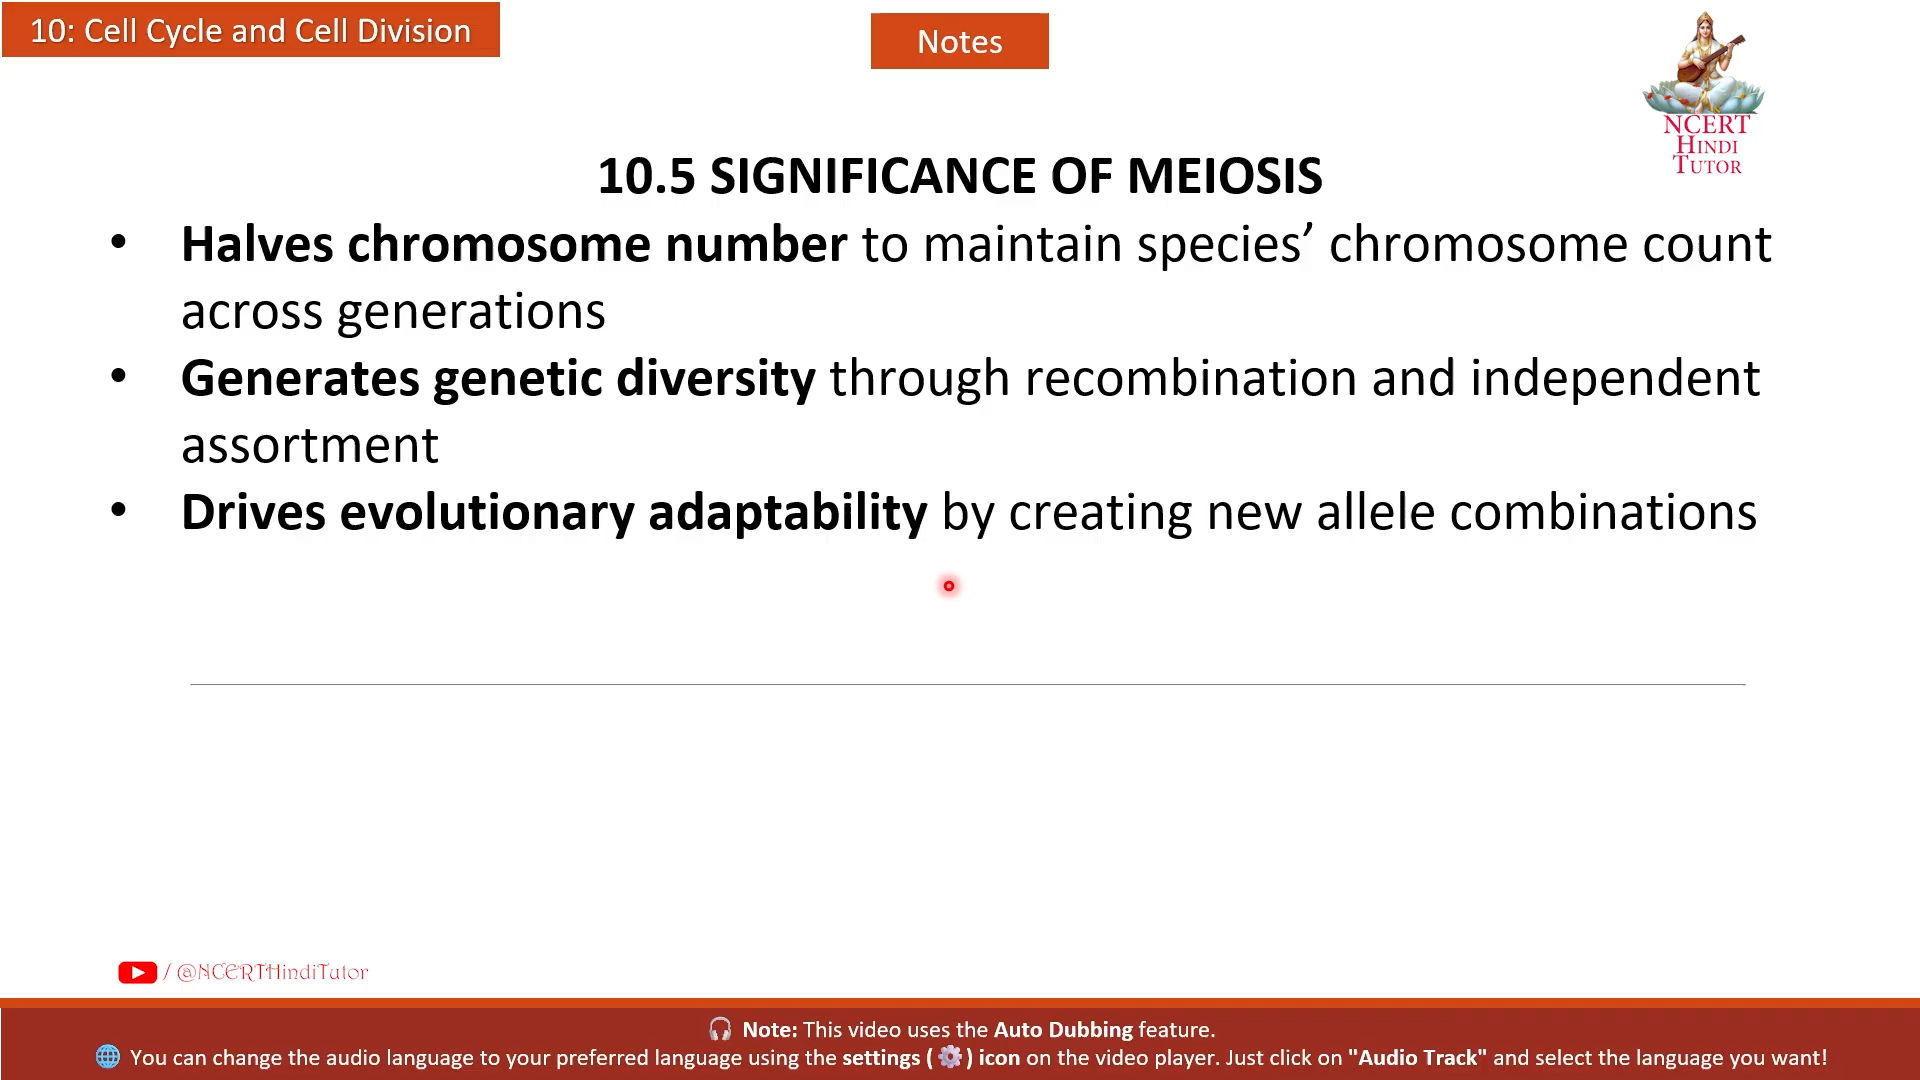 10: Cell Cycle and Cell Division
Notes
NCERT
HINDI
TUTOR
10.5 SIGNIFICANCE OF MEIOSIS
• Halves chromosome number to maintain species’ chromosome count
across generations
• Generates genetic diversity through recombination and independent
assortment
• Drives evolutionary adaptability by creating new allele combinations
/ @NCERTHindiTutor
🎧 Note: This video uses the Auto Dubbing feature.
🌐 You can change the audio language to your preferred language using the settings ( ⚙️ ) icon on the video player. Just click on "Audio Track" and select the language you want!